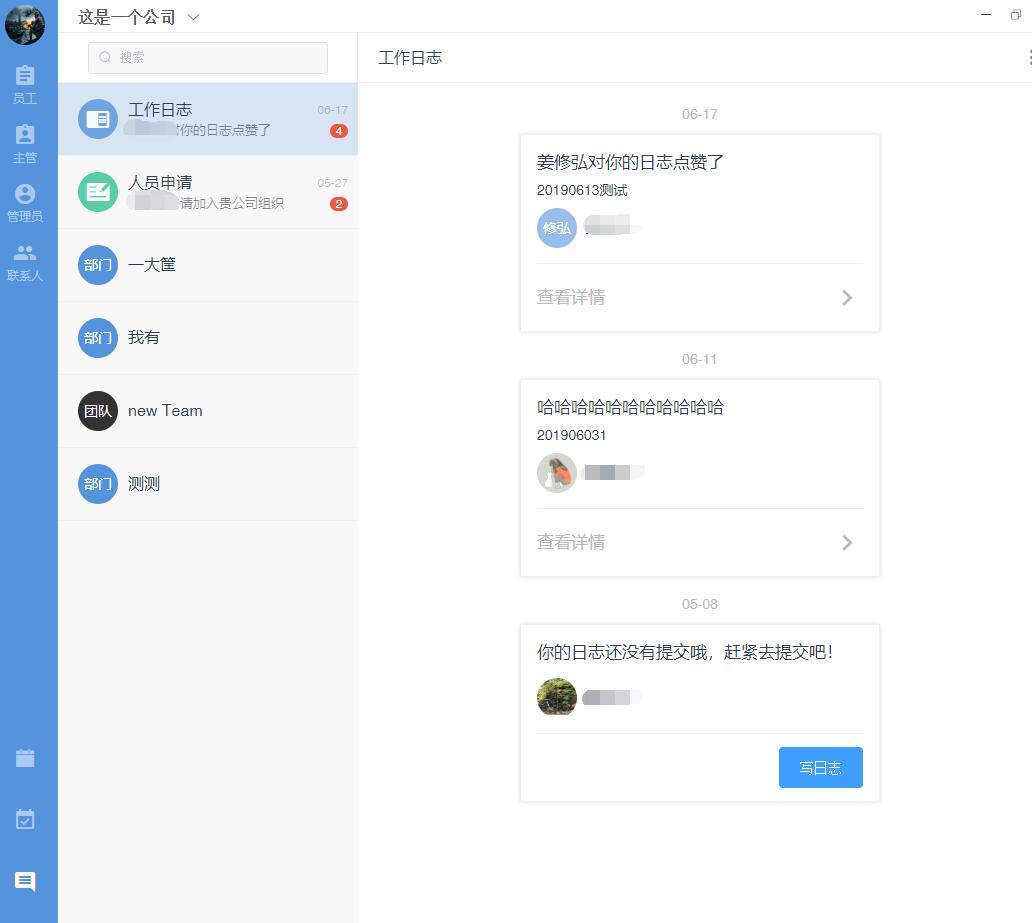 这是一个公司
员工
主管
管理员
联系人
搜索
工作日志
06-17
对你的日志点赞了
4
人员申请
05-27
请加入贵公司组织
2
部门
一大筐
部门
我有
团队
new Team
部门
测测
工作日志
06-17
姜修弘对你的日志点赞了
20190613测试
修弘
查看详情
06-11
哈哈哈哈哈哈哈哈哈哈哈
201906031
查看详情
05-08
你的日志还没有提交哦，赶紧去提交吧！
写日志